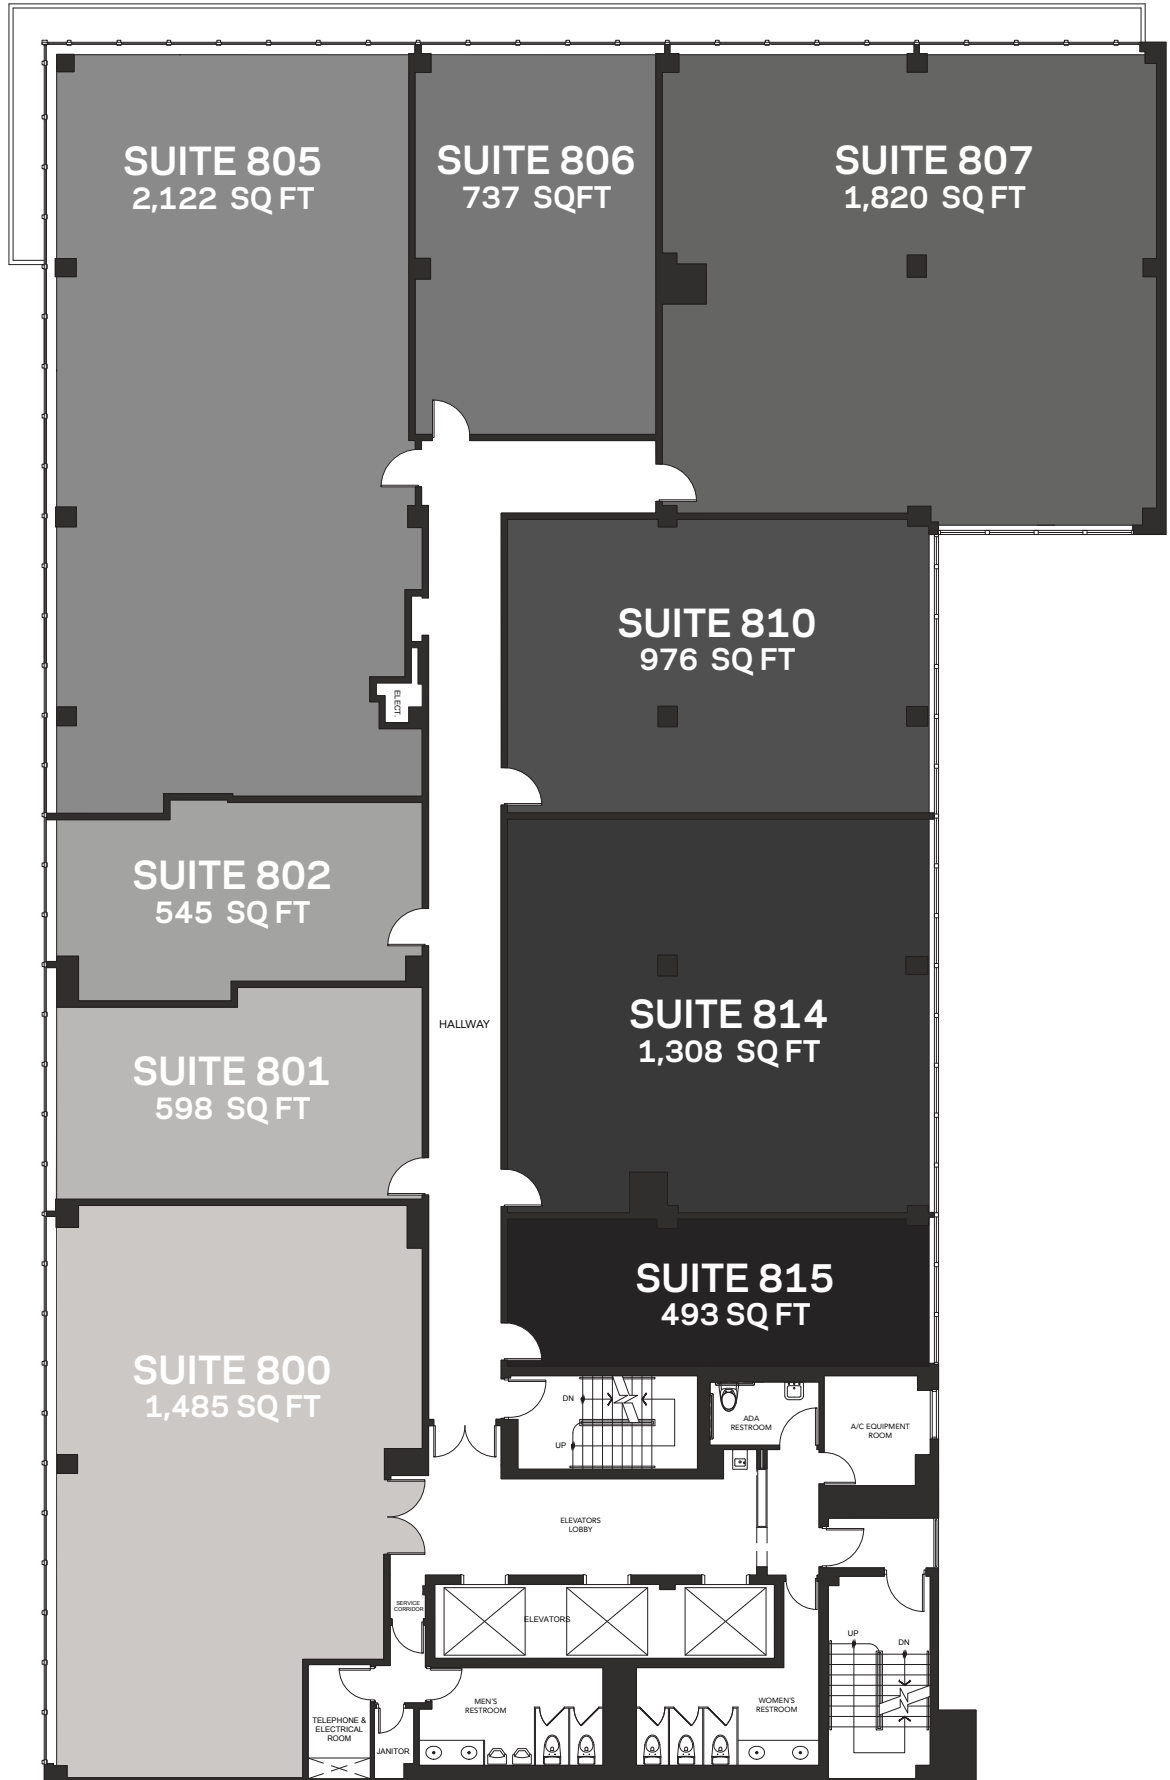 SUITE 805
2,122 SQ FT
SUITE 806
737 SQFT
SUITE 807
1,820 SQ FT
SUITE 810
976 SQ FT
ELECT.
SUITE 802
545 SQ FT
SUITE 814
1,308 SQ FT
HALLWAY
SUITE 801
598 SQ FT
SUITE 815
493 SQ FT
SUITE 800
1,485 SQ FT
DN
UP
ADA
RESTROOM
A/C EQUIPMENT
ROOM
ELEVATORS
LOBBY
SERVICE
CORRIDOR
ELEVATORS
UP
DN
MEN'S
RESTROOM
WOMEN'S
RESTROOM
TELEPHONE &
ELECTRICAL
ROOM
JANITOR